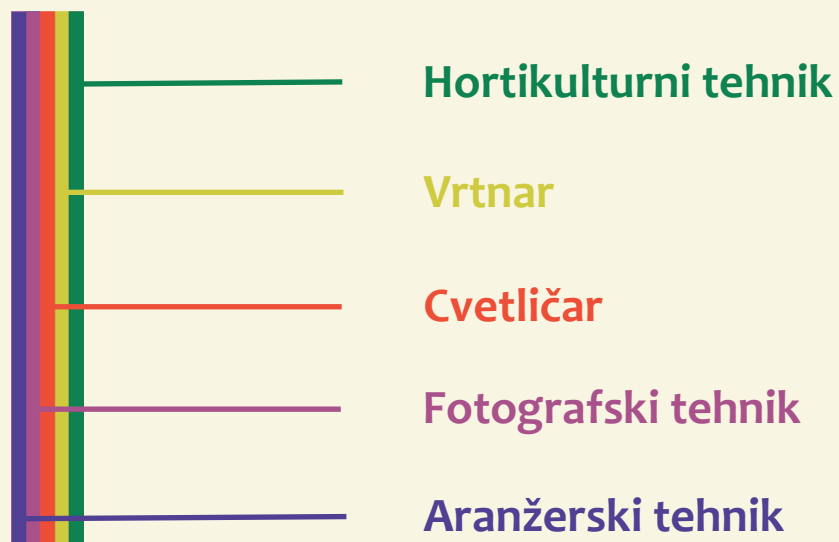 Hortikulturni tehnik
Vrtnar
Cvetličar
Fotografski tehnik
Aranžerski tehnik